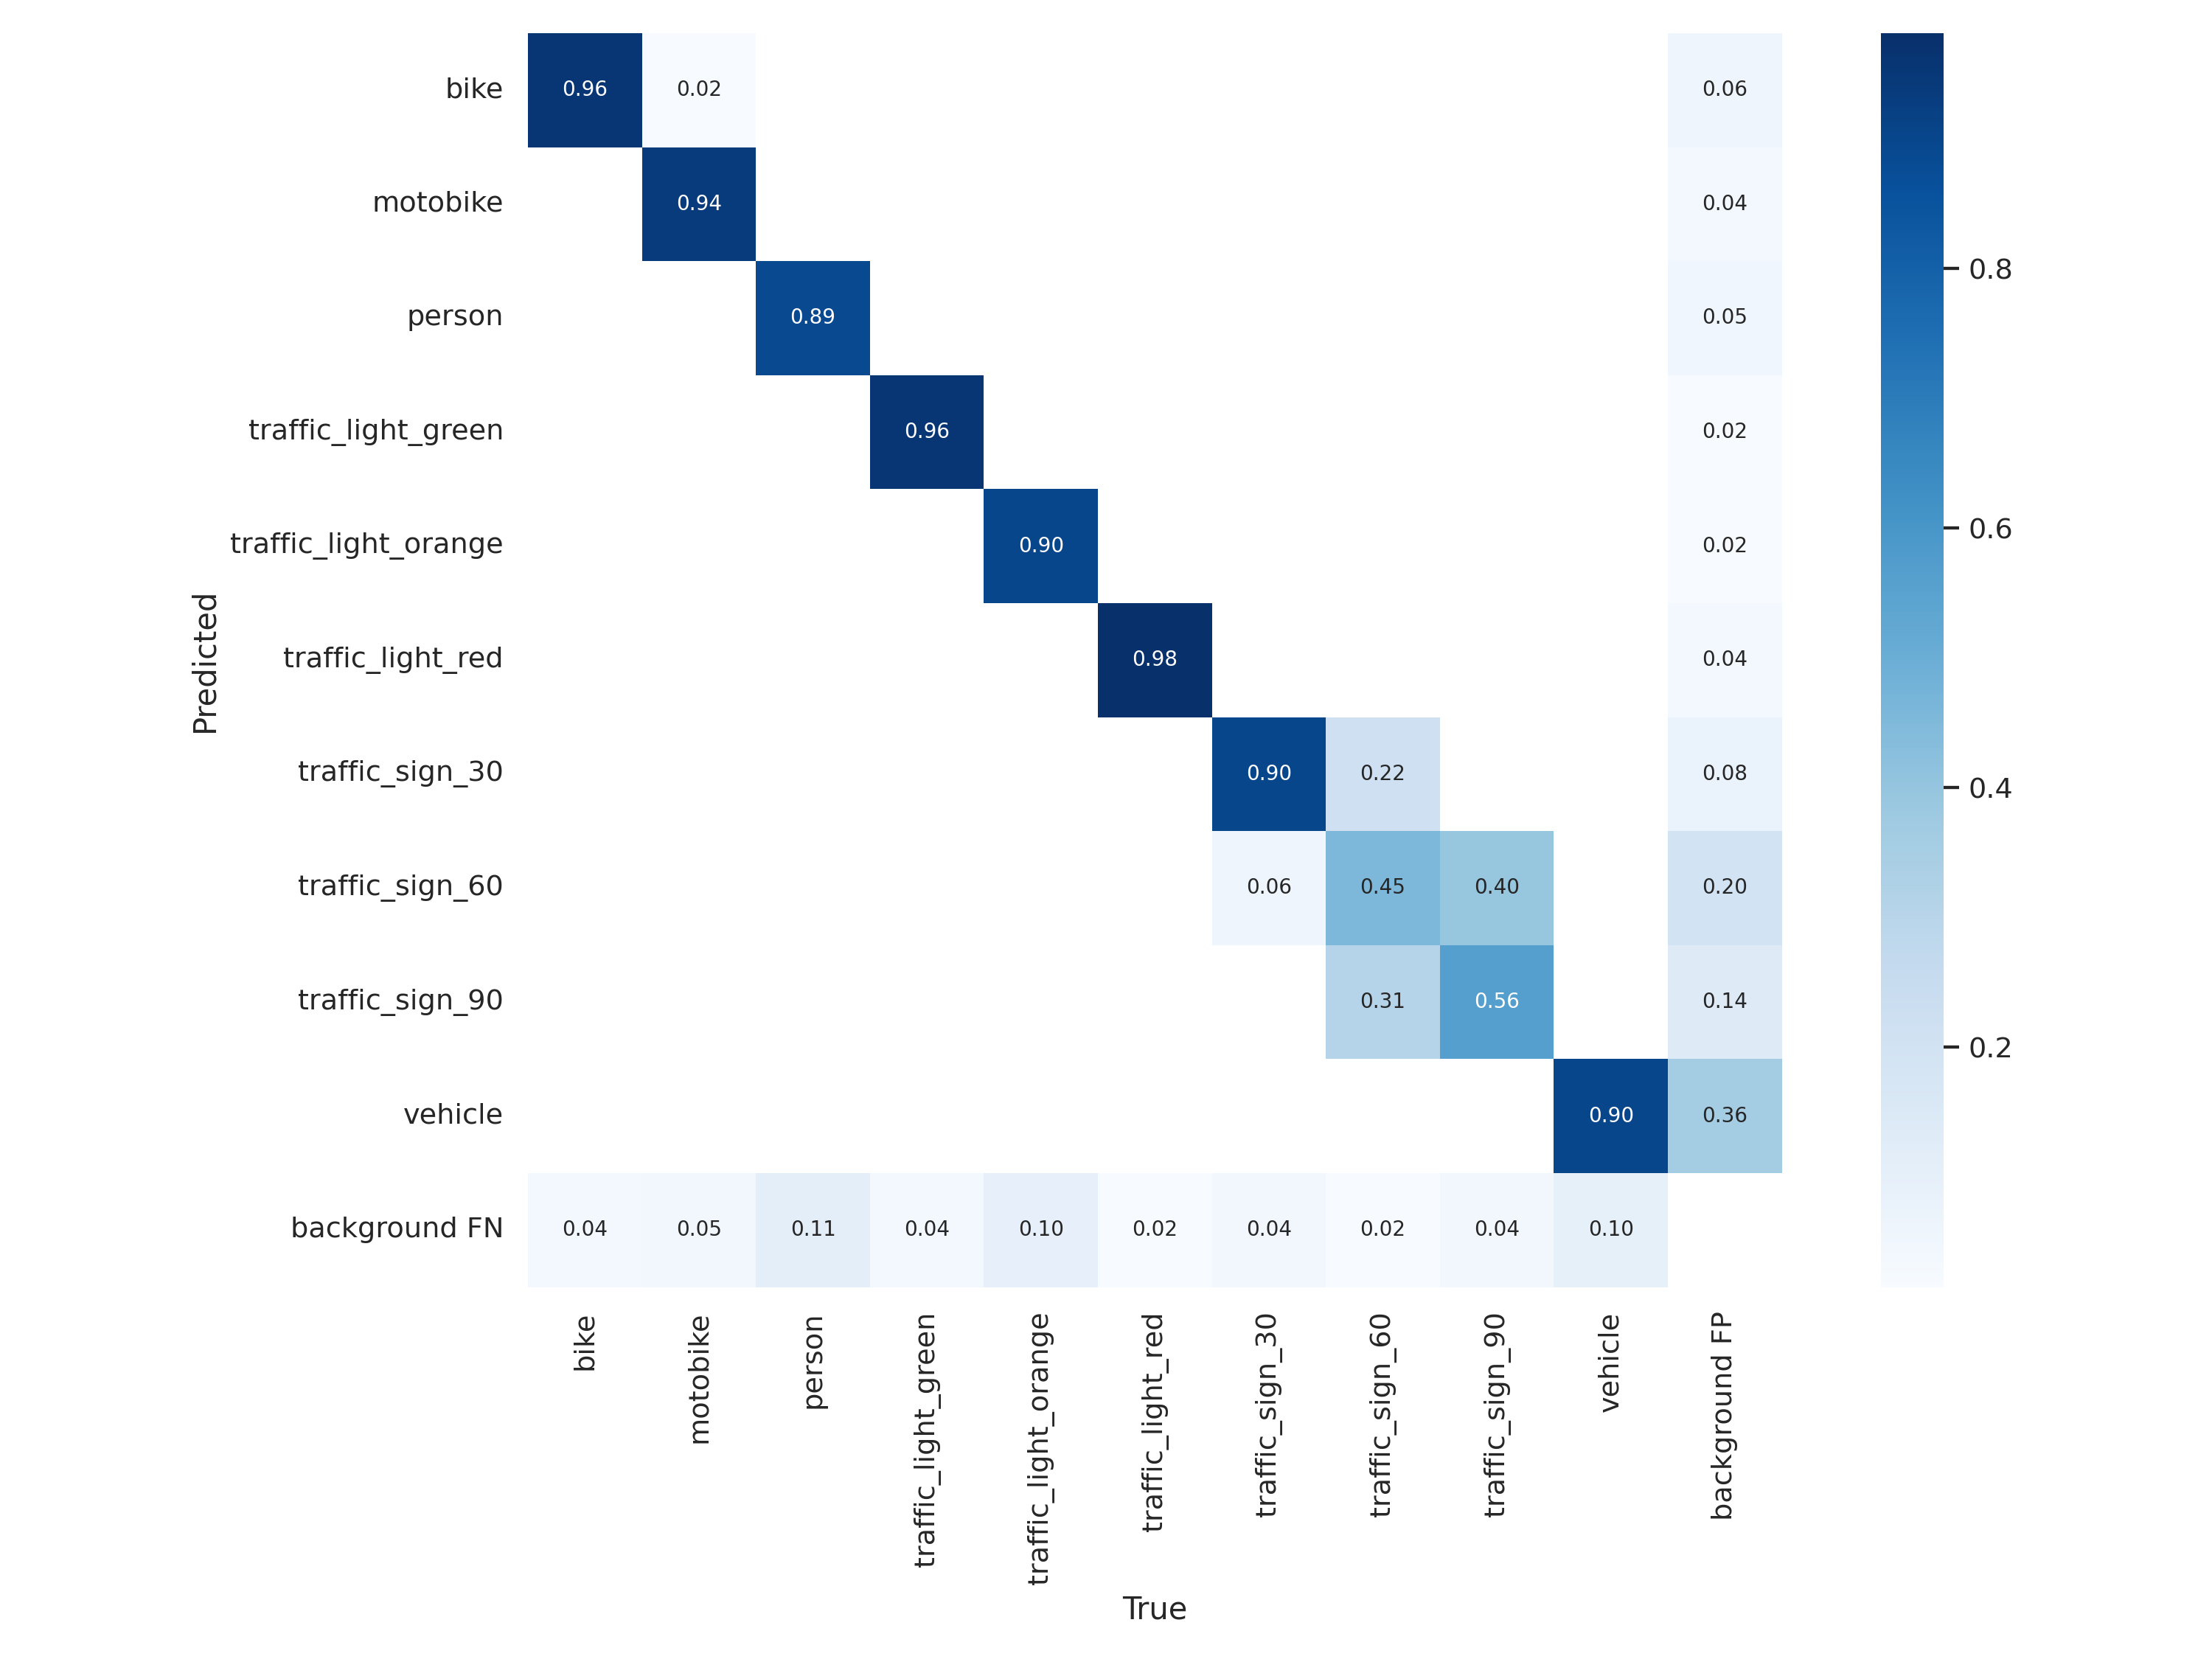 bike 0.96 0.02 0.06
motobike 0.94 0.04 0.8
person 0.89 0.05
traffic_light_green 0.96 0.02
traffic_light_orange 0.90 0.02 0.6
Predicted
traffic_light_red 0.98 0.04
traffic_sign_30 0.90 0.22 0.08 0.4
traffic_sign_60 0.06 0.45 0.40 0.20
traffic_sign_90 0.31 0.56 0.14 0.2
vehicle 0.90 0.36
background FN 0.04 0.05 0.11 0.04 0.10 0.02 0.04 0.02 0.04 0.10
bike motobike person traffic_light_green traffic_light_orange traffic_light_red traffic_sign_30 traffic_sign_60 traffic_sign_90 vehicle background FP
True